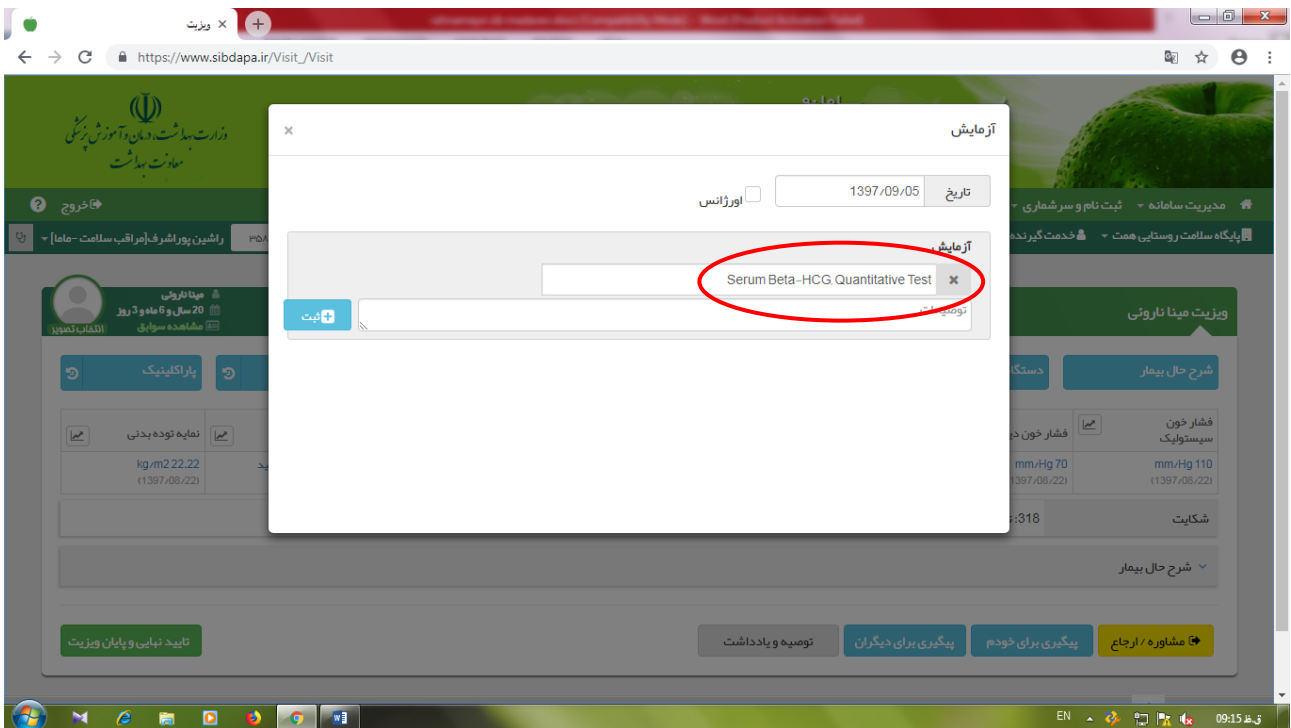 ویزیت
https://www.sibdapa.ir/Visit_/Visit
وزارت بهداشت، درمان و آموزش پزشکی
معاونت بهداشت
خروج
مدیریت سامانه
ثبت نام و سرشماری
پایگاه سلامت روستایی همت
خدمت گیرنده
راشین پوراشرف[مراقب سلامت -ماما]
آزمایش
تاریخ
1397/09/05
اورژانس
آزمایش
Serum Beta-HCG, Quantitative Test
توضیحات
ثبت
ویزیت مینا ناروئی
مینا ناروئی
20 سال و 6 ماه و 3 روز
مشاهده سوابق
انتخاب تصویر
شرح حال بیمار
پاراکلینیک
فشار خون سیستولیک
نمایه توده بدنی
mm/Hg 110
mm/Hg 70
kg/m2 22.22
(1397/08/22)
(1397/08/22)
شکایت
:318
شرح حال بیمار
مشاوره / ارجاع
پیگیری برای خودم
پیگیری برای دیگران
توصیه و یادداشت
تایید نهایی و پایان ویزیت
EN
09:15 ق.ظ